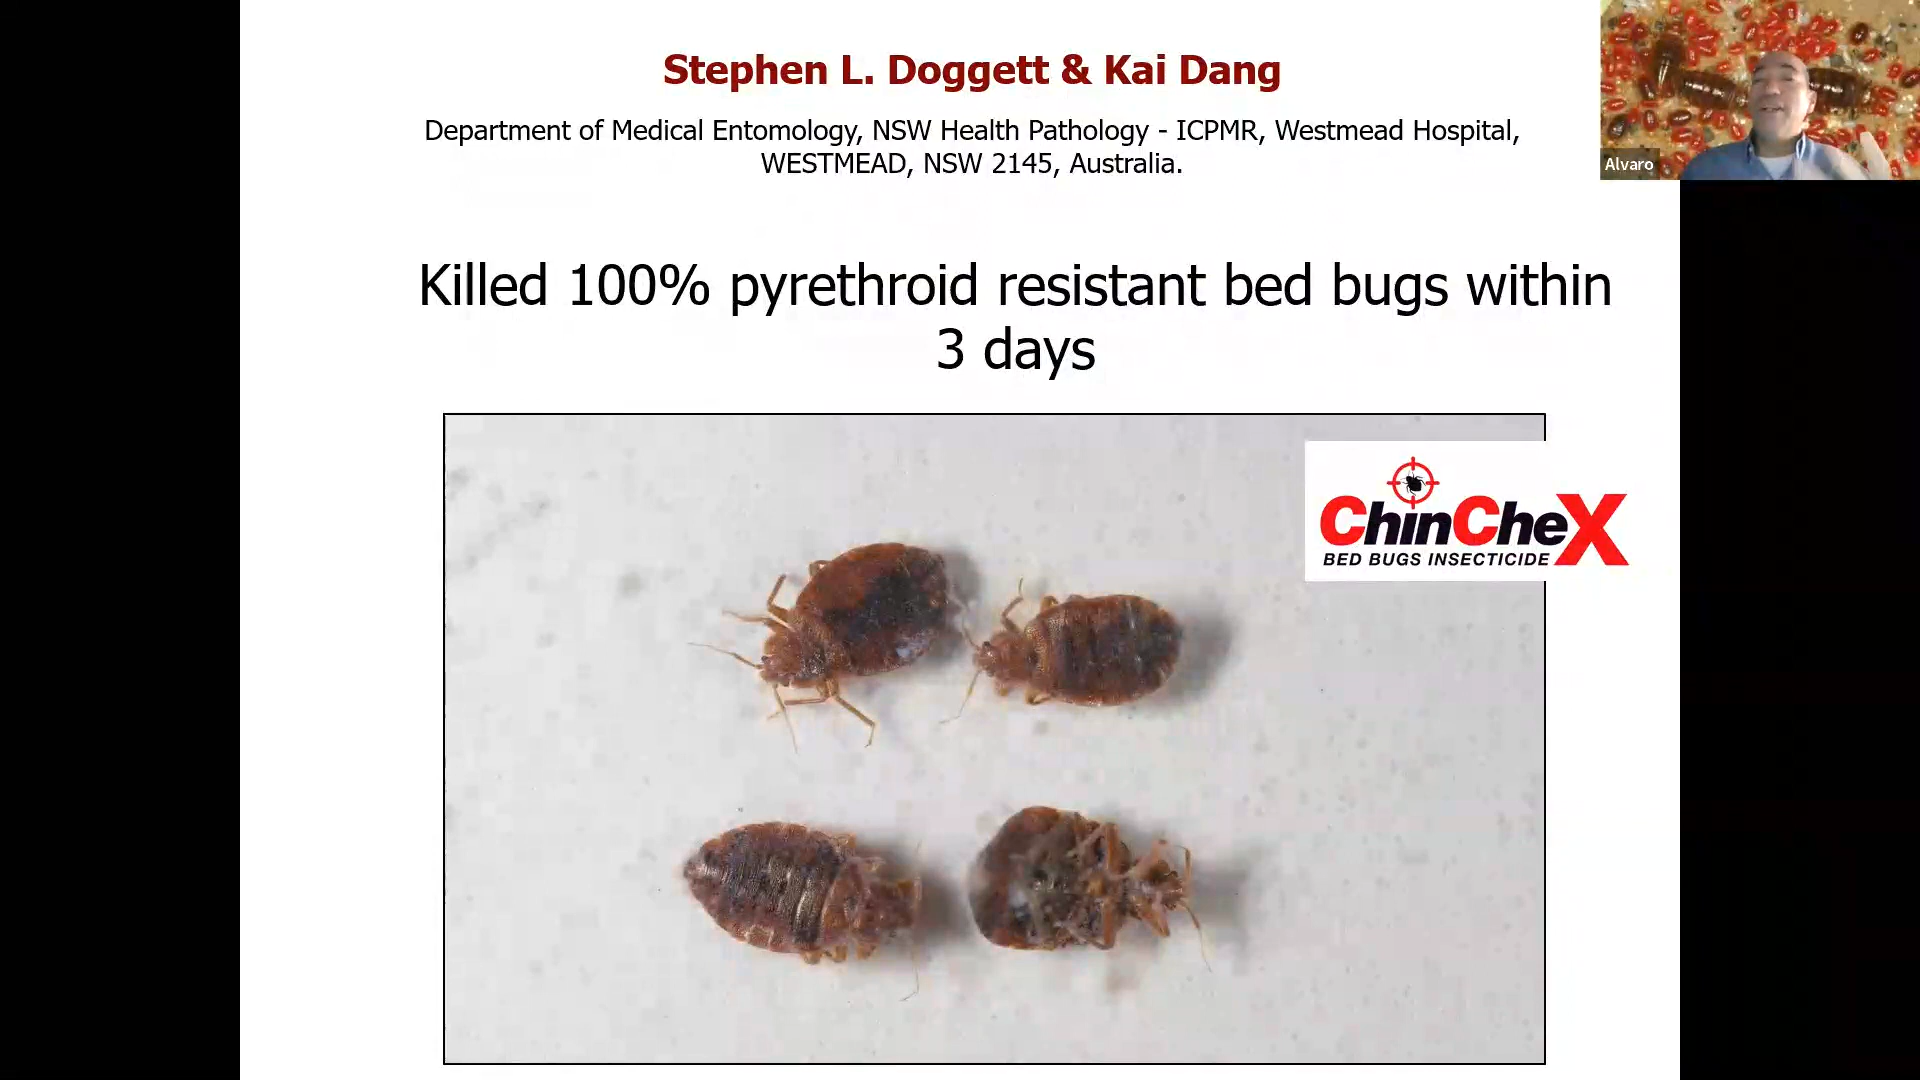 Stephen L. Doggett & Kai Dang
Department of Medical Entomology, NSW Health Pathology - ICPMR, Westmead Hospital,
WESTMEAD, NSW 2145, Australia.
Alvaro
Killed 100% pyrethroid resistant bed bugs within
3 days
ChinCheX
BED BUGS INSECTICIDE